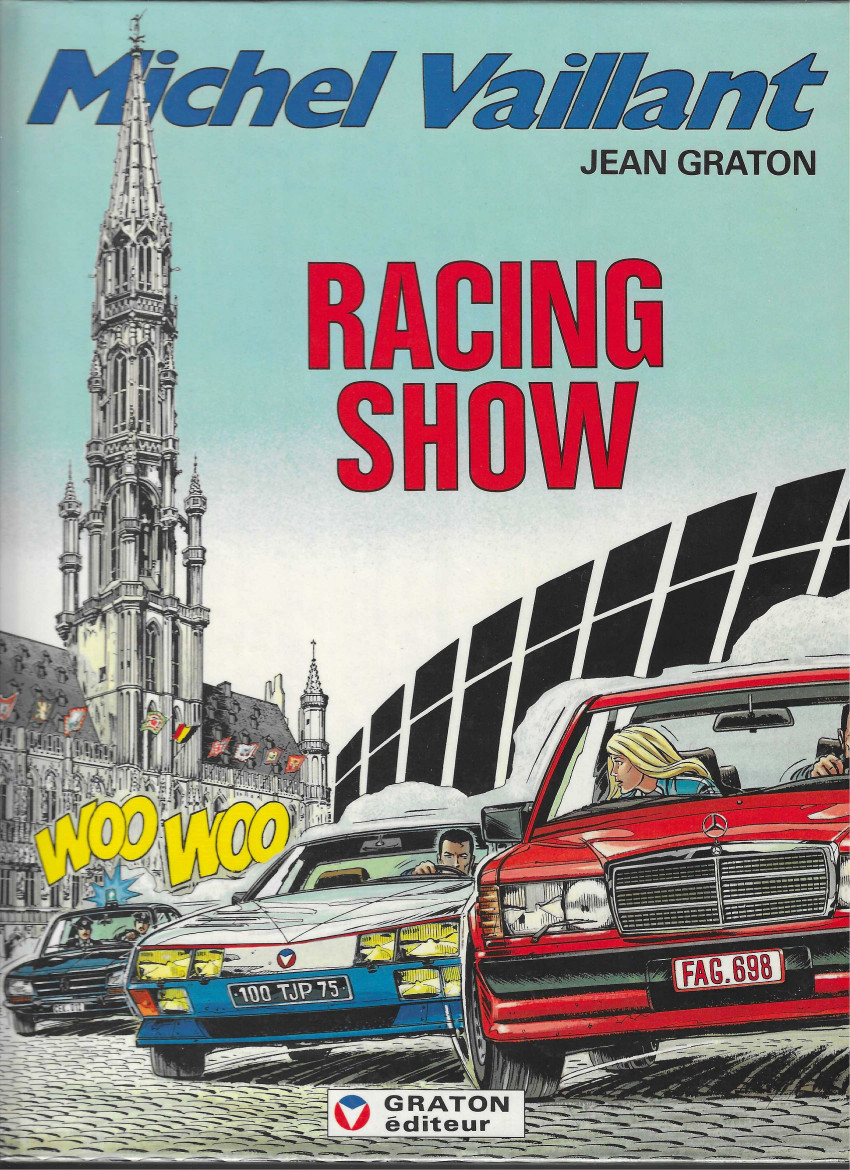 Michel Vaillant
JEAN GRATON
RACING
SHOW
WOO WOO
100 TJP 75
FAG.698
GRATON
éditeur